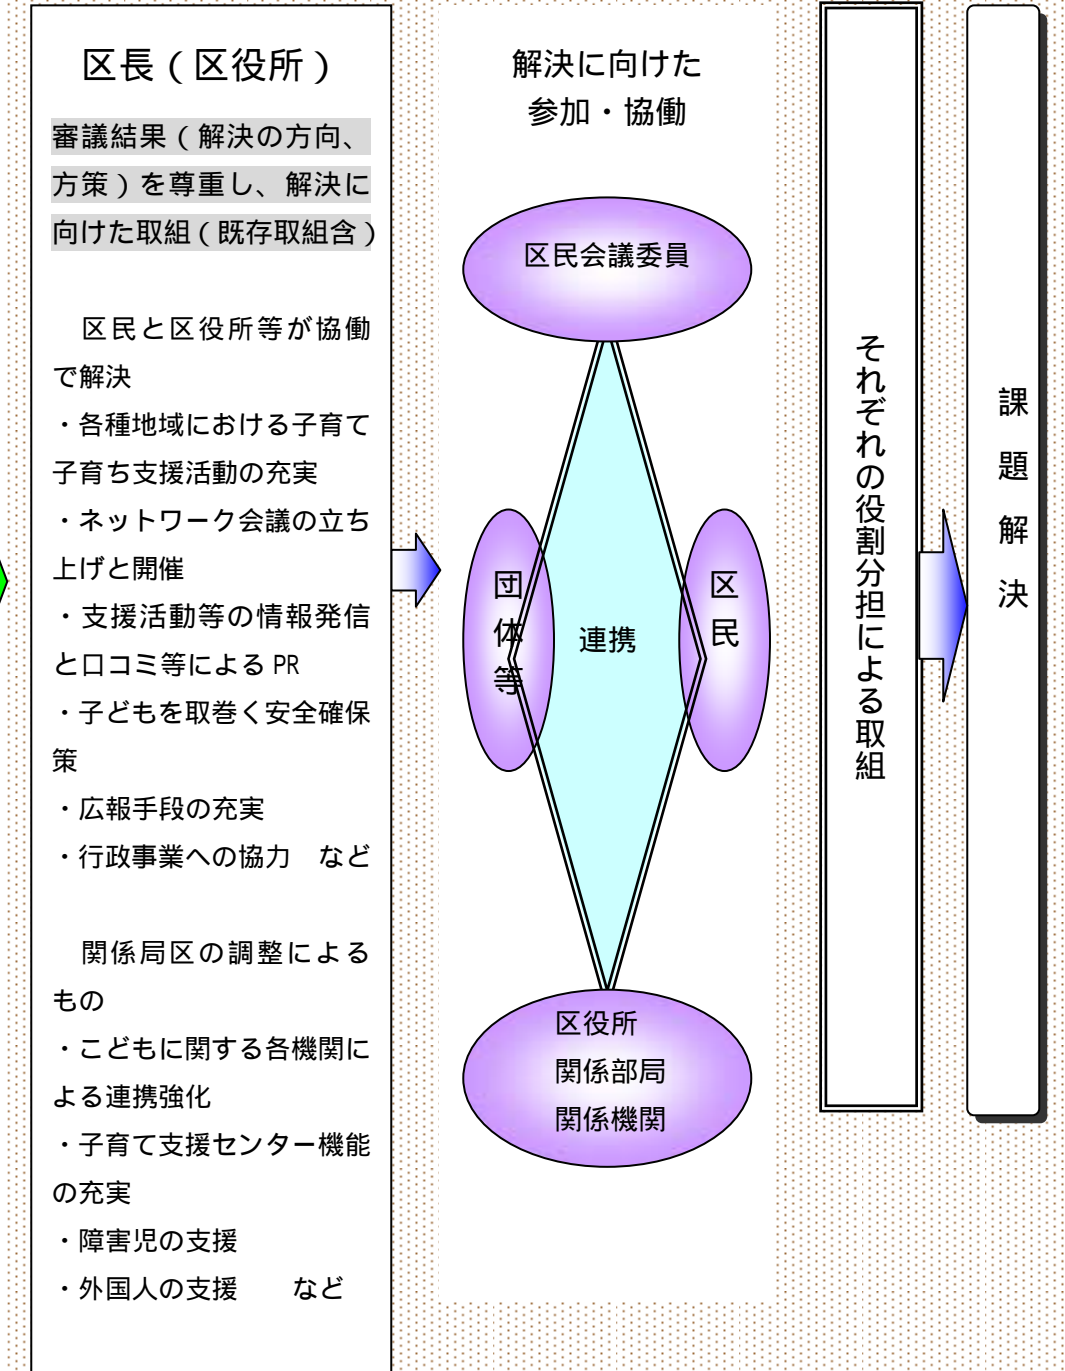 区長（区役所）
審議結果（解決の方向、
方策）を尊重し、解決に
向けた取組（既存取組含）
区民と区役所等が協働
で解決
・各種地域における子育て
子育ち支援活動の充実
・ネットワーク会議の立ち
上げと開催
・支援活動等の情報発信
と口コミ等による PR
・子どもを取巻く安全確保
策
・広報手段の充実
・行政事業への協力　など
関係局区の調整による
もの
・こどもに関する各機関に
よる連携強化
・子育て支援センター機能
の充実
・障害児の支援
・外国人の支援　　など
解決に向けた
参加・協働
区民会議委員
団体等
連携
区民
区役所
関係部局
関係機関
それぞれの役割分担による取組
課題解決